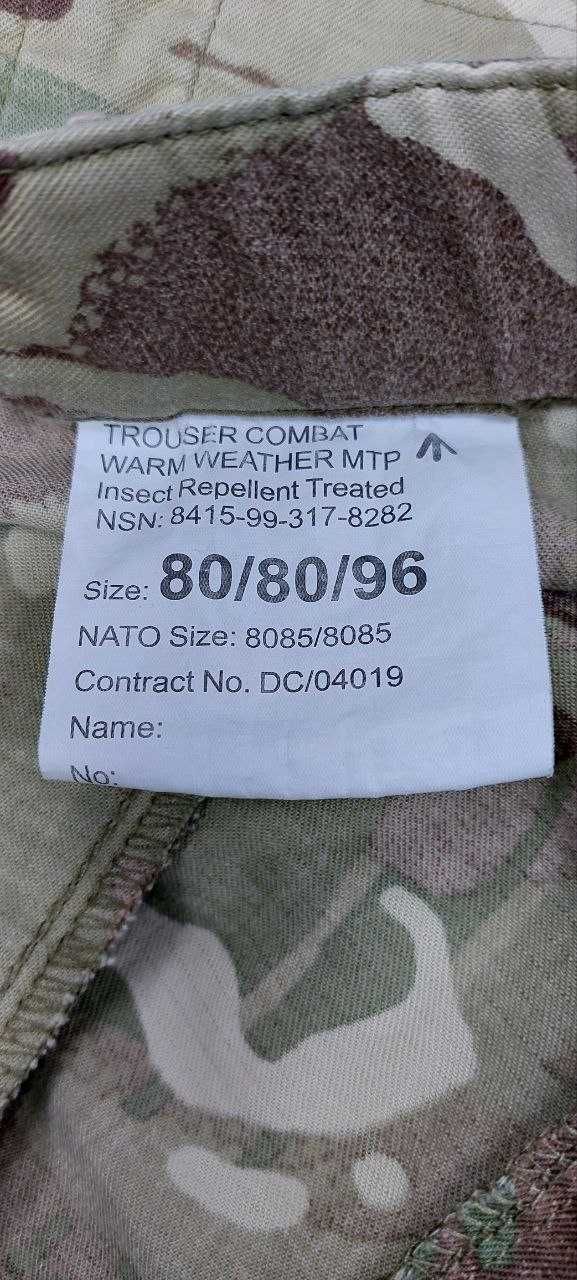 TROUSER COMBAT
WARM WEATHER MTP
Insect Repellent Treated
NSN: 8415-99-317-8282
Size: 80/80/96
NATO Size: 8085/8085
Contract No. DC/04019
Name:
No: